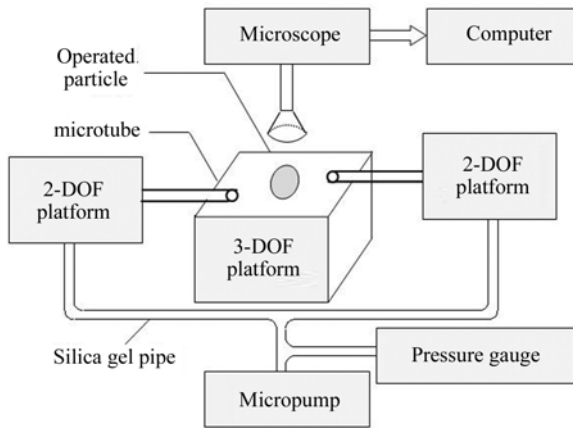 Microscope
Computer
Operated
particle
microtube
2-DOF
platform
2-DOF
platform
3-DOF
platform
Silica gel pipe
Pressure gauge
Micropump